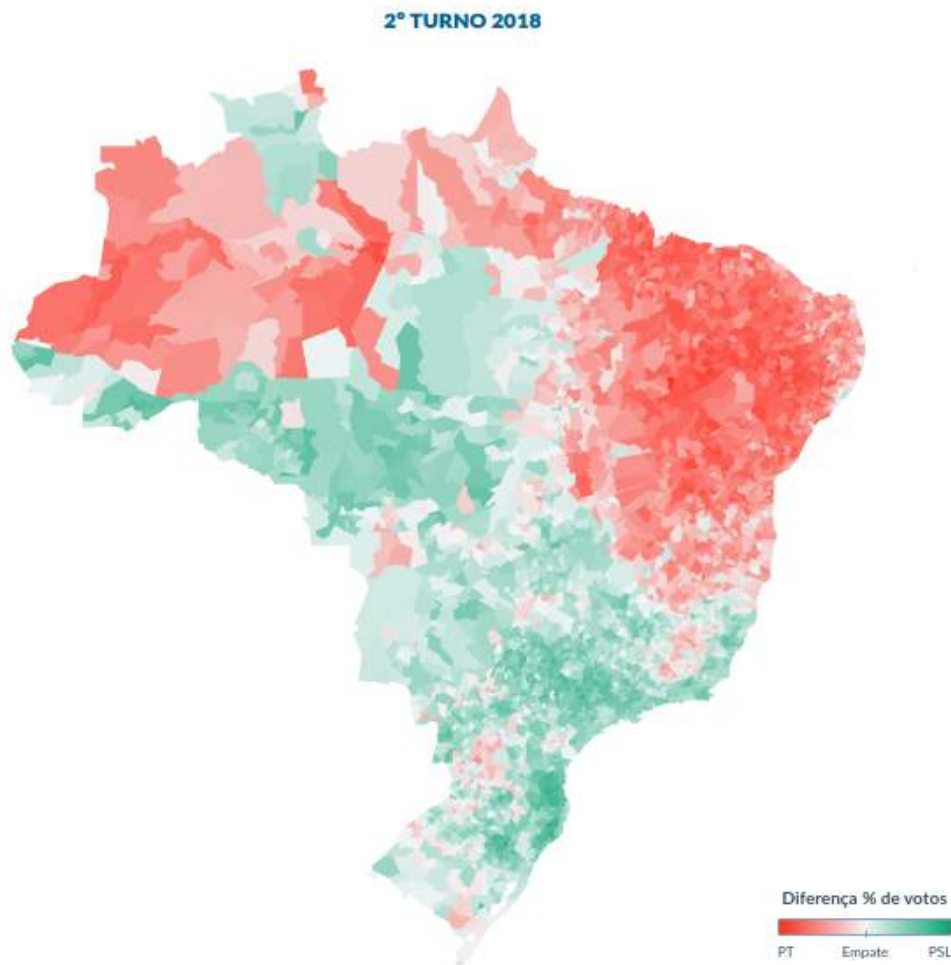 2º TURNO 2018
Diferença % de votos
PT Empate PSL